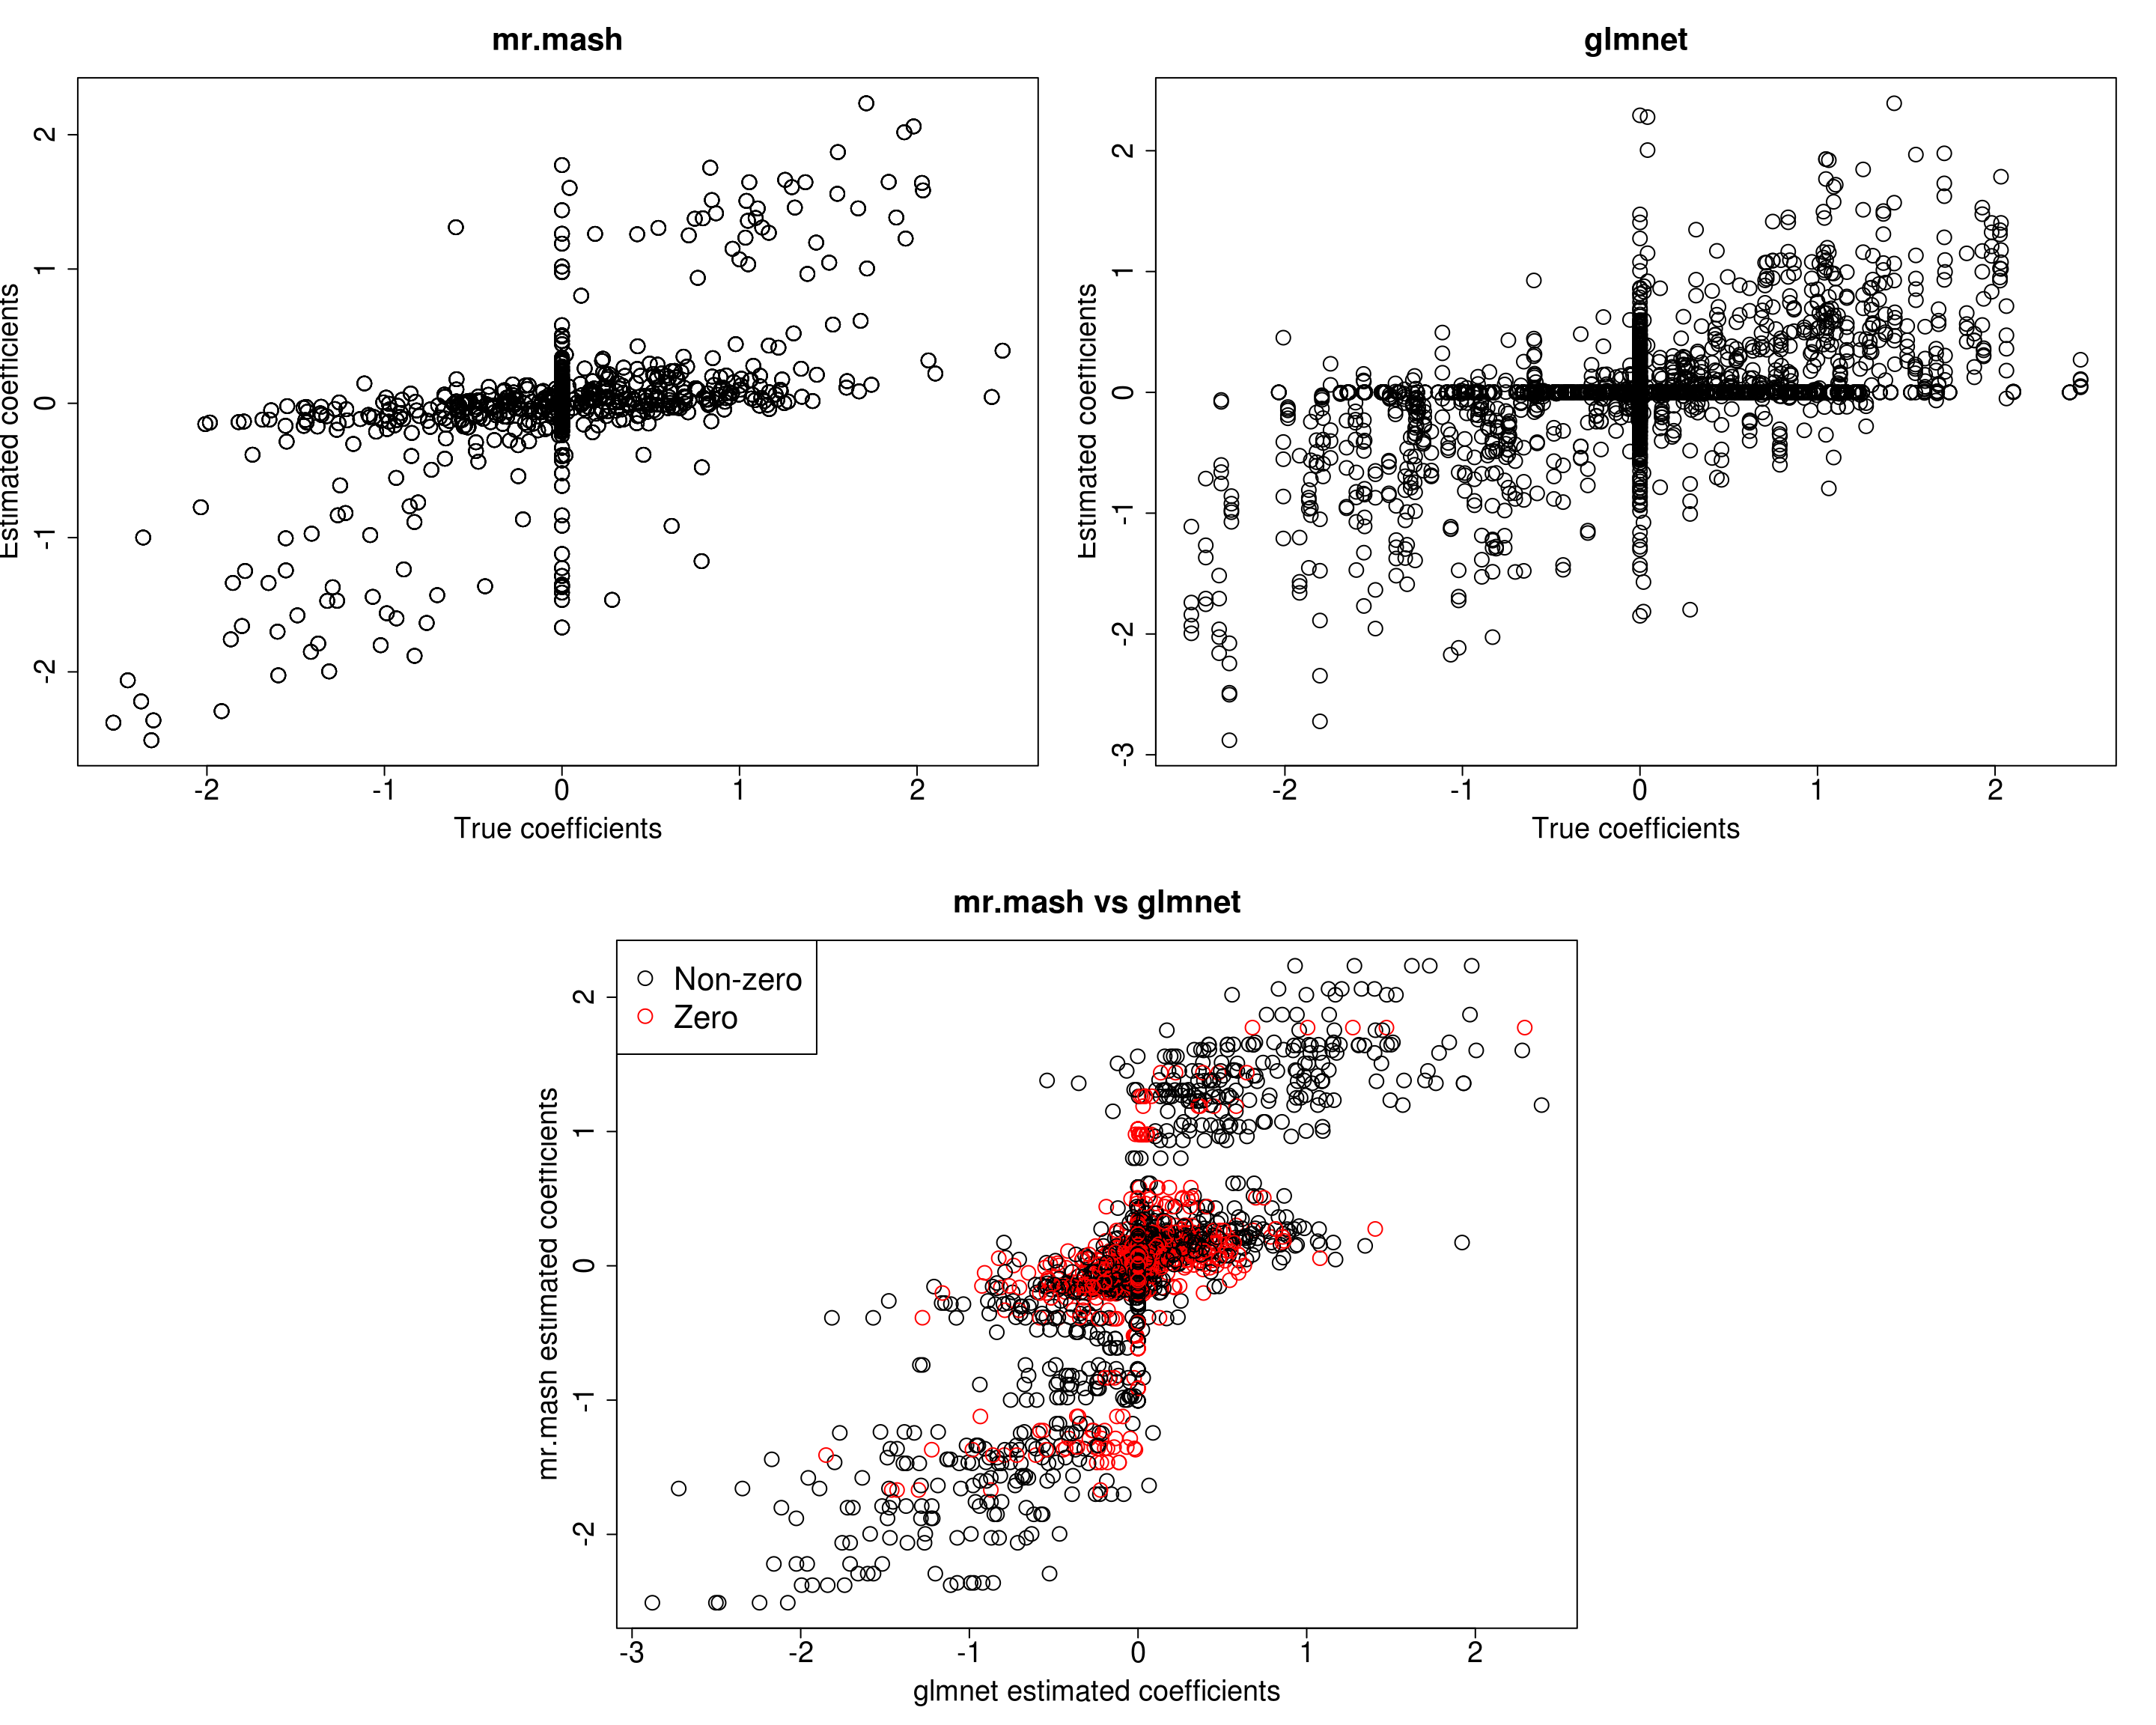 mr.mash
Estimated coefficients
2
1
0
-1
-2
-2
-1
0
1
2
True coefficients
glmnet
Estimated coefficients
2
1
0
-1
-2
-3
-2
-1
0
1
2
True coefficients
mr.mash vs glmnet
Non-zero
Zero
mr.mash estimated coefficients
2
1
0
-1
-2
-3
-2
-1
0
1
2
glmnet estimated coefficients